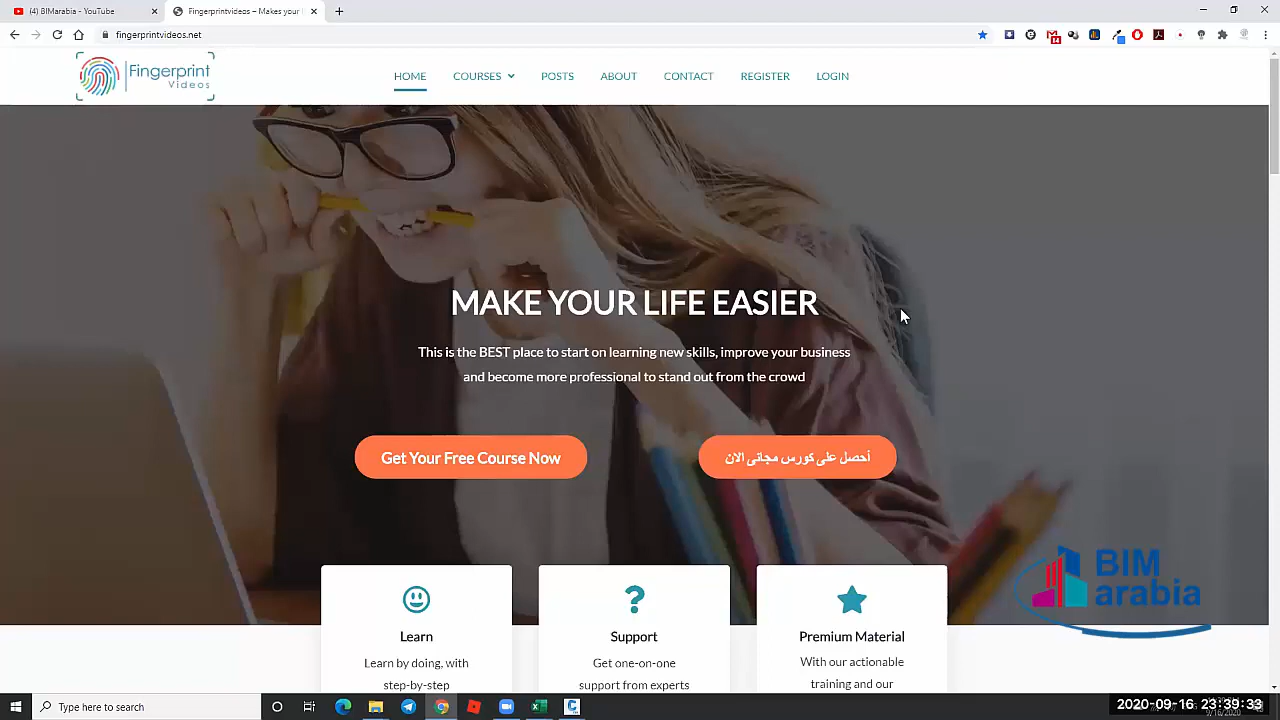 (4) BIMarabia - YouTube
Fingerprintvideos – Makes your l
fingerprintvideos.net
14
Fingerprint
Videos
HOME
COURSES
POSTS
ABOUT
CONTACT
REGISTER
LOGIN
MAKE YOUR LIFE EASIER
This is the BEST place to start on learning new skills, improve your business
and become more professional to stand out from the crowd
Get Your Free Course Now
أحصل على كورس مجانى الان
Learn
Learn by doing, with
step-by-step
Support
Get one-on-one
support from experts
Premium Material
With our actionable
training and our
BIM
arabia
Type here to search
2020-09-16 23:39:33